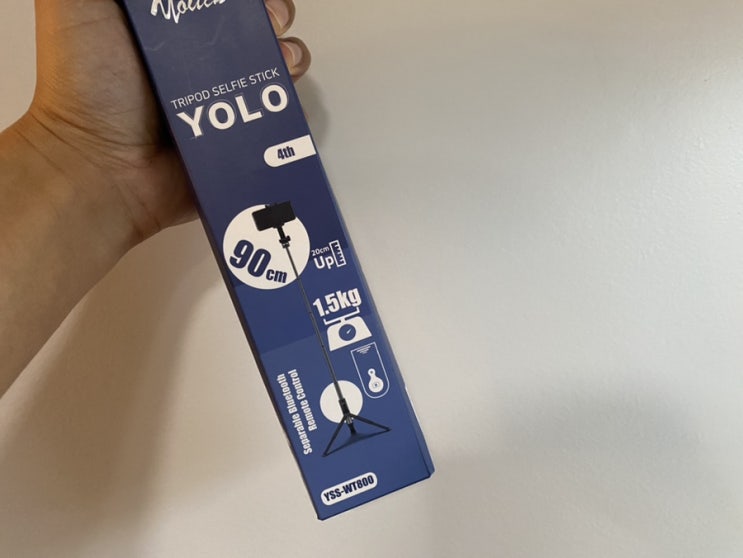 TRIPOD SELFIE STICK
YOLO
4th
90cm
20cm
Up
1.5kg
Separable Bluetooth
Remote Control
YSS-WT800